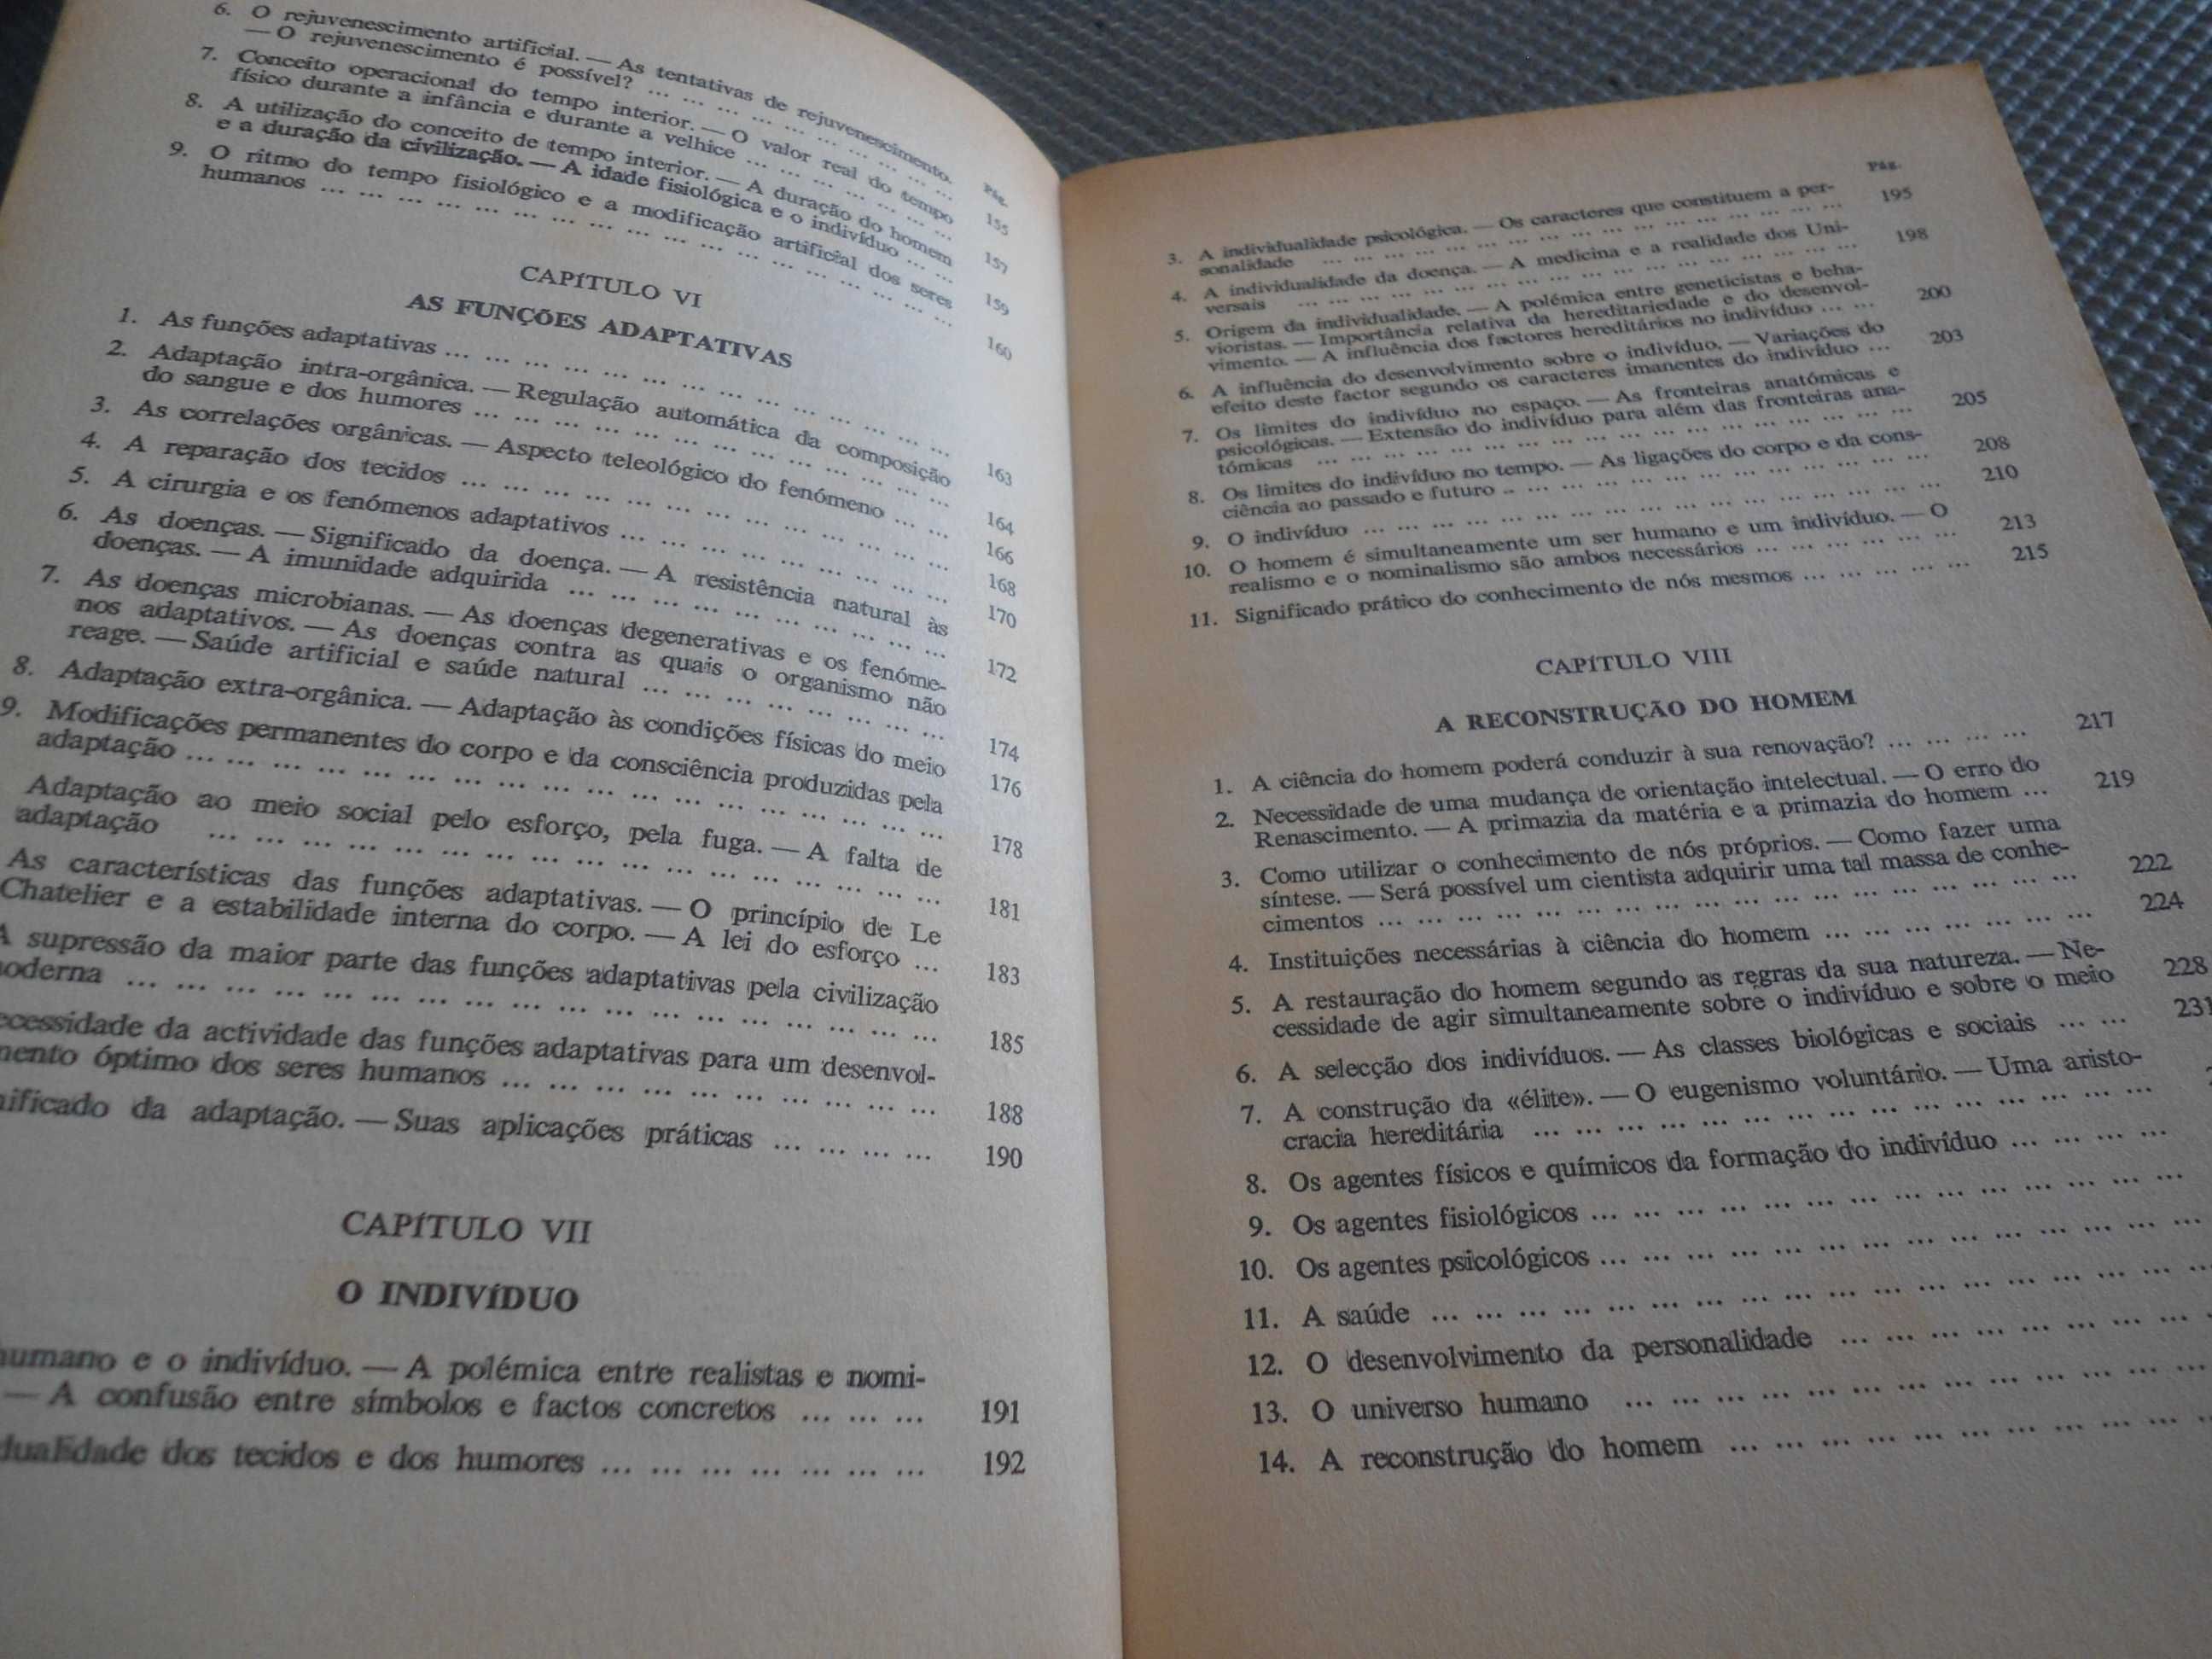 6. O rejuvenescimento artificial. — As tentativas de rejuvenescimento.
— O rejuvenescimento é possível? ... ... ... ... ... ... ... ...
Pág.
155
7. Conceito operacional do tempo interior. — O valor real do tempo
físico durante a infância e durante a velhice ... ... ... ... ... 157
8. A utilização do conceito de tempo interior. — A duração do homem
e a duração da civilização. — A idade fisiológica e o indivíduo ... ... 159
9. O ritmo do tempo fisiológico e a modificação artificial dos seres
humanos ... ... ... ... ... ... ... ... ... ... ... ... ... 160
CAPÍTULO VI
AS FUNÇÕES ADAPTATIVAS
1. As funções adaptativas ... ... ... ... ... ... ... ... ... ... 163
2. Adaptação intra-orgânica. — Regulação automática da composição
do sangue e dos humores ... ... ... ... ... ... ... ... ... ... 164
3. As correlações orgânicas. — Aspecto teleológico do fenómeno ... ... 166
4. A reparação dos tecidos ... ... ... ... ... ... ... ... ... ... 168
5. A cirurgia e os fenómenos adaptativos ... ... ... ... ... ... ... 170
6. As doenças. — Significado da doença. — A resistência natural às
doenças. — A imunidade adquirida ... ... ... ... ... ... ... ... 172
7. As doenças microbianas. — As doenças degenerativas e os fenóme-
nos adaptativos. — As doenças contra as quais o organismo não
reage. — Saúde artificial e saúde natural ... ... ... ... ... ... 174
8. Adaptação extra-orgânica. — Adaptação às condições físicas do meio 176
9. Modificações permanentes do corpo e da consciência produzidas pela
adaptação ... ... ... ... ... ... ... ... ... ... ... ... ... ... 178
Adaptação ao meio social pelo esforço, pela fuga. — A falta de
adaptação ... ... ... ... ... ... ... ... ... ... ... ... ... ... 181
As características das funções adaptativas. — O princípio de Le
Chatelier e a estabilidade interna do corpo. — A lei do esforço ... 183
A supressão da maior parte das funções adaptativas pela civilização
moderna ... ... ... ... ... ... ... ... ... ... ... ... ... ... 185
ecessidade da actividade das funções adaptativas para um desenvol-
mento óptimo dos seres humanos ... ... ... ... ... ... ... ... ... 188
nificado da adaptação. — Suas aplicações práticas ... ... ... ... 190
CAPÍTULO VII
O INDIVÍDUO
humano e o indivíduo. — A polémica entre realistas e nomi-
— A confusão entre símbolos e factos concretos ... ... ... 191
dualidade dos tecidos e dos humores ... ... ... ... ... ... ... 192
Pág.
3. A individualidade psicológica. — Os caracteres que constituem a per-
sonalidade ... ... ... ... ... ... ... ... ... ... ... ... 195
4. A individualidade da doença. — A medicina e a realidade dos Uni-
versais ... ... ... ... ... ... ... ... ... ... ... ... ... 198
5. Origem da individualidade. — A polémica entre geneticistas e beha-
vioristas. — Importância relativa da hereditariedade e do desenvol-
vimento. — A influência dos factores hereditários no indivíduo ... ... 200
6. A influência do desenvolvimento sobre o indivíduo. — Variações do
efeito deste factor segundo os caracteres imanentes do indivíduo ... 203
7. Os limites do indivíduo no espaço. — As fronteiras anatómicas e
psicológicas. — Extensão do indivíduo para além das fronteiras ana-
tómicas ... ... ... ... ... ... ... ... ... ... ... ... ... 205
8. Os limites do indivíduo no tempo. — As ligações do corpo e da cons-
ciência ao passado e futuro .. ... ... ... ... ... ... ... ... ... 208
9. O indivíduo ... ... ... ... ... ... ... ... ... ... ... ... ... 210
10. O homem é simultaneamente um ser humano e um indivíduo. — O
realismo e o nominalismo são ambos necessários ... ... ... ... ... 213
11. Significado prático do conhecimento de nós mesmos ... ... ... ... 215
CAPÍTULO VIII
A RECONSTRUÇÃO DO HOMEM
1. A ciência do homem poderá conduzir à sua renovação? ... ... ... ... 217
2. Necessidade de uma mudança de orientação intelectual. — O erro do
Renascimento. — A primazia da matéria e a primazia do homem ... 219
3. Como utilizar o conhecimento de nós próprios. — Como fazer uma
síntese. — Será possível um cientista adquirir uma tal massa de conhe-
cimentos ... ... ... ... ... ... ... ... ... ... ... ... ... ... 222
4. Instituições necessárias à ciência do homem ... ... ... ... ... ... 224
5. A restauração do homem segundo as regras da sua natureza. — Ne-
cessidade de agir simultaneamente sobre o indivíduo e sobre o meio 228
6. A selecção dos indivíduos. — As classes biológicas e sociais ... ... 231
7. A construção da «élite». — O eugenismo voluntário. — Uma aristo-
cracia hereditária ... ... ... ... ... ... ... ... ... ... ... ...
8. Os agentes físicos e químicos da formação do indivíduo ... ... ... ...
9. Os agentes fisiológicos ... ... ... ... ... ... ... ... ... ... ... ...
10. Os agentes psicológicos ... ... ... ... ... ... ... ... ... ... ... ...
11. A saúde ... ... ... ... ... ... ... ... ... ... ... ... ... ... ...
12. O desenvolvimento da personalidade ... ... ... ... ... ... ... ...
13. O universo humano ... ... ... ... ... ... ... ... ... ... ... ...
14. A reconstrução do homem ... ... ... ... ... ... ... ... ... ...